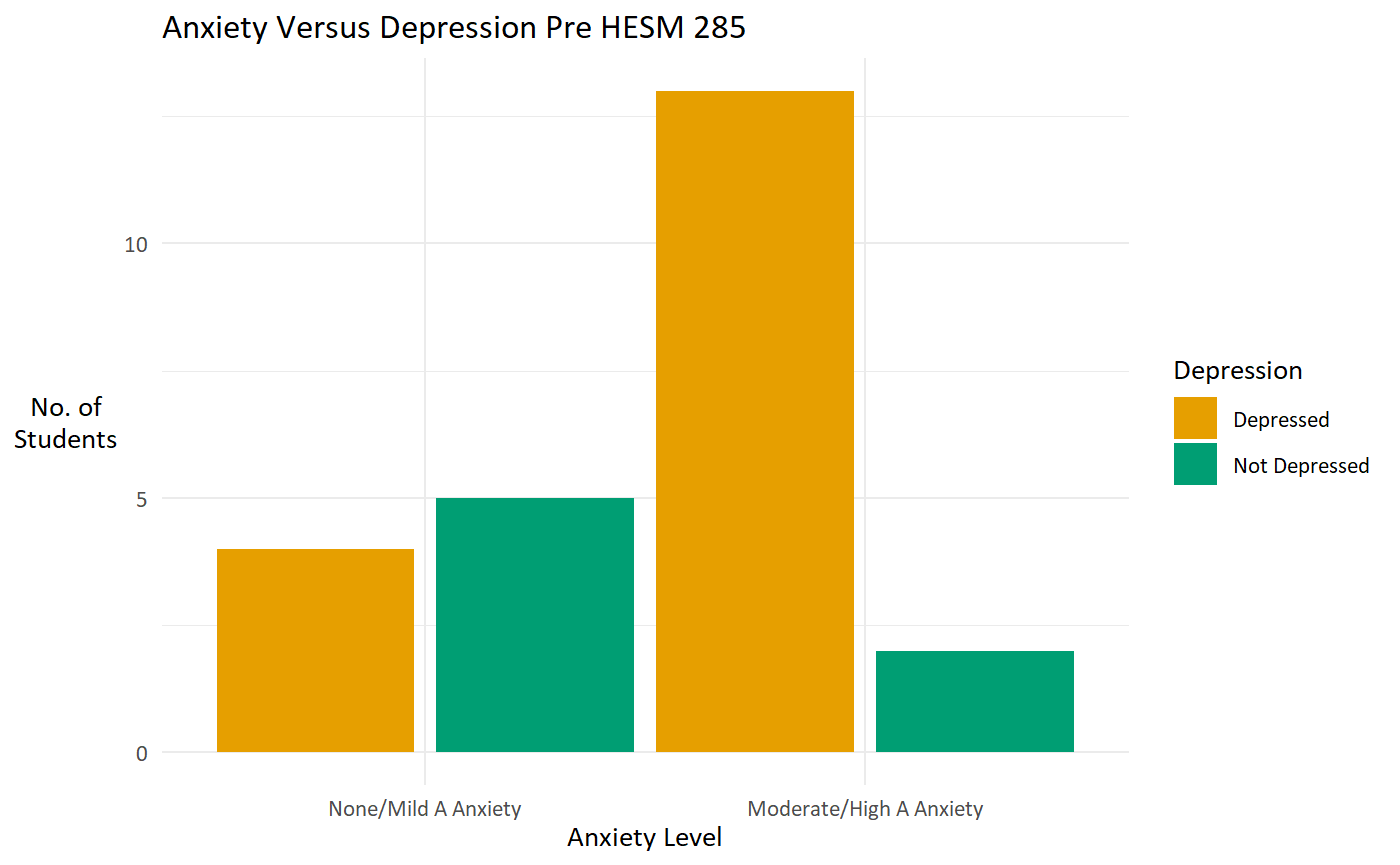 Anxiety Versus Depression Pre HESM 285
10
5
0
No. of
Students
None/Mild A Anxiety
Moderate/High A Anxiety
Anxiety Level
Depression
Depressed
Not Depressed